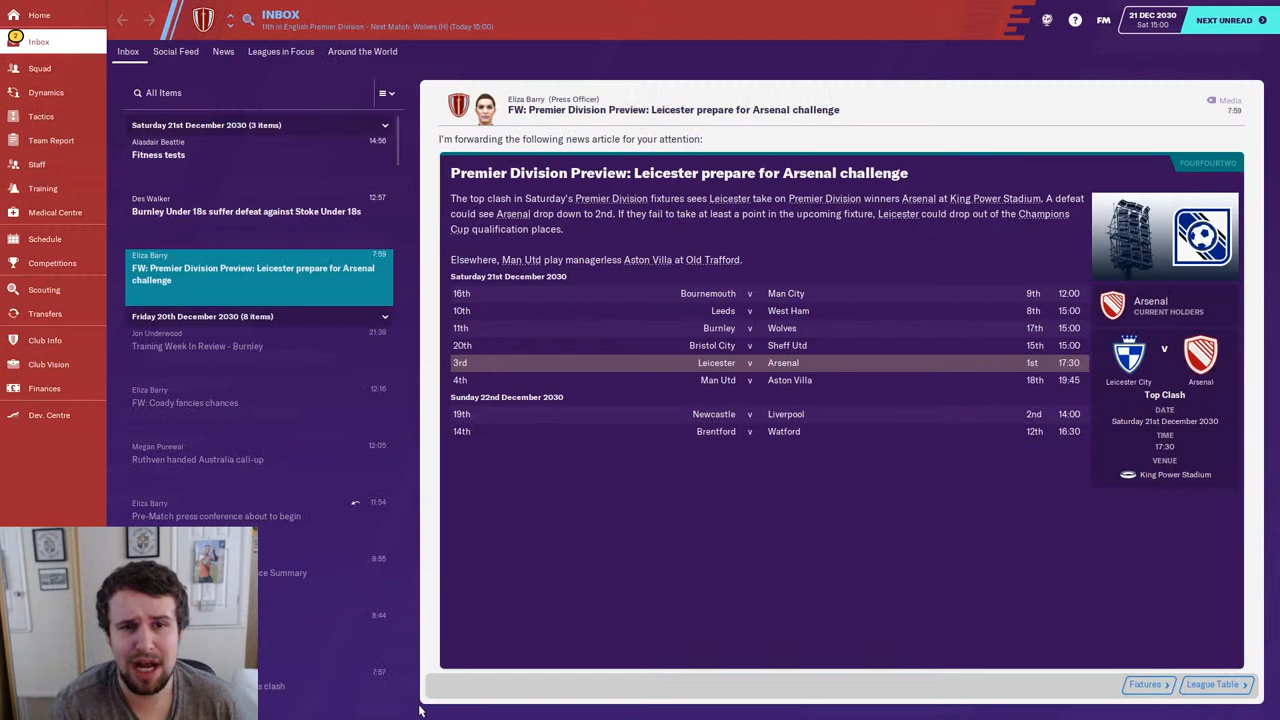 Home
INBOX
11th in English Premier Division - Next Match: Wolves (H) (Today 15:00)
FM
21 DEC 2030
Sat 15:00
NEXT UNREAD
2
Inbox
Squad
Dynamics
Tactics
Team Report
Staff
Training
Medical Centre
Schedule
Competitions
Scouting
Transfers
Club Info
Club Vision
Finances
Dev. Centre
Inbox
Social Feed
News
Leagues in Focus
Around the World
All Items
Saturday 21st December 2030 (3 items)
Alasdair Beattie 14:56
Fitness tests
Des Walker 12:57
Burnley Under 18s suffer defeat against Stoke Under 18s
Eliza Barry 7:59
FW: Premier Division Preview: Leicester prepare for Arsenal
challenge
Friday 20th December 2030 (8 items)
Jon Underwood 21:39
Training Week In Review - Burnley
Eliza Barry 12:16
FW: Coady fancies chances
Megan Purewal 12:05
Ruthven handed Australia call-up
Eliza Barry 11:54
Pre-Match press conference about to begin
8:55
ce Summary
8:44
7:57
s clash
Eliza Barry (Press Officer)
FW: Premier Division Preview: Leicester prepare for Arsenal challenge
Media
7:59
I'm forwarding the following news article for your attention:
FOURFOURTWO
Premier Division Preview: Leicester prepare for Arsenal challenge
The top clash in Saturday's Premier Division fixtures sees Leicester take on Premier Division winners Arsenal at King Power Stadium. A defeat
could see Arsenal drop down to 2nd. If they fail to take at least a point in the upcoming fixture, Leicester could drop out of the Champions
Cup qualification places.
Elsewhere, Man Utd play managerless Aston Villa at Old Trafford.
Saturday 21st December 2030
16th Bournemouth v Man City 9th 12:00
10th Leeds v West Ham 8th 15:00
11th Burnley v Wolves 17th 15:00
20th Bristol City v Sheff Utd 15th 15:00
3rd Leicester v Arsenal 1st 17:30
4th Man Utd v Aston Villa 18th 19:45
Sunday 22nd December 2030
19th Newcastle v Liverpool 2nd 14:00
14th Brentford v Watford 12th 16:30
Arsenal
CURRENT HOLDERS
v
Leicester City Arsenal
Top Clash
DATE
Saturday 21st December 2030
TIME
17:30
VENUE
King Power Stadium
Fixtures
League Table